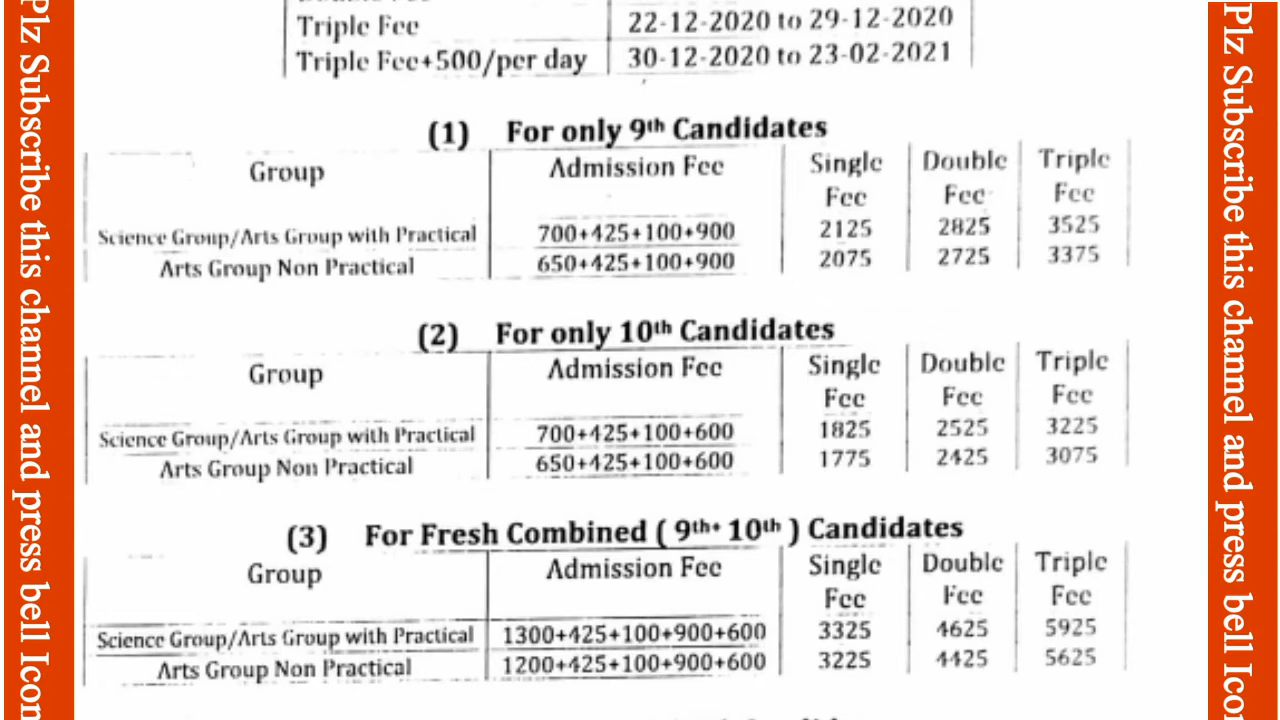 Plz Subscribe this channel and press bell Icon
Triple Fee 22-12-2020 to 29-12-2020
Triple Fee+500/per day 30-12-2020 to 23-02-2021
(1) For only 9th Candidates
Group Admission Fee Single Fee Double Fee Triple Fee
Science Group/Arts Group with Practical 700+425+100+900 2125 2825 3525
Arts Group Non Practical 650+425+100+900 2075 2725 3375
(2) For only 10th Candidates
Group Admission Fee Single Fee Double Fee Triple Fee
Science Group/Arts Group with Practical 700+425+100+600 1825 2525 3225
Arts Group Non Practical 650+425+100+600 1775 2425 3075
(3) For Fresh Combined ( 9th+ 10th ) Candidates
Group Admission Fee Single Fee Double Fee Triple Fee
Science Group/Arts Group with Practical 1300+425+100+900+600 3325 4625 5925
Arts Group Non Practical 1200+425+100+900+600 3225 4425 5625
Plz Subscribe this channel and press bell Icon